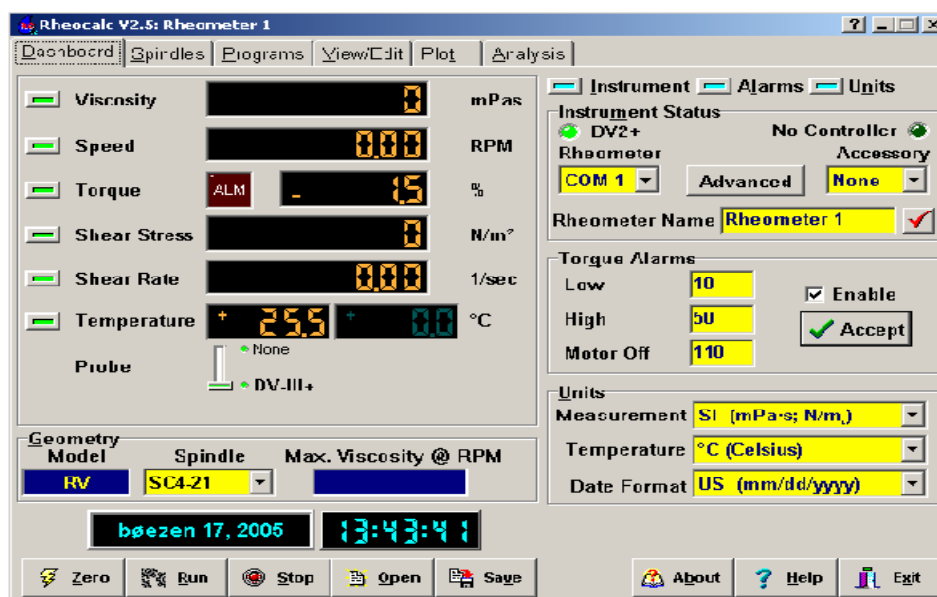 Rheocalc V2.5: Rheometer 1
Dashboard Spindles Programs View/Edit Plot Analysis
Viscosity 0 mPas
Speed 0.00 RPM
Torque ALM - 1.5 %
Shear Stress 0 N/m²
Shear Rate 0.00 1/sec
Temperature + 25.5 + 0.0 °C
Probe
None
DV-III+
Geometry
Model Spindle Max. Viscosity @ RPM
RV SC4-21
bøezen 17, 2005 13:43:41
Instrument Alarms Units
Instrument Status
DV2+ No Controller
Rheometer Accessory
COM 1 Advanced None
Rheometer Name Rheometer 1
Torque Alarms
Low 10
Enable
High 50
Accept
Motor Off 110
Units
Measurement SI (mPa·s; N/m,)
Temperature °C (Celsius)
Date Format US (mm/dd/yyyy)
Zero Run Stop Open Save About Help Exit